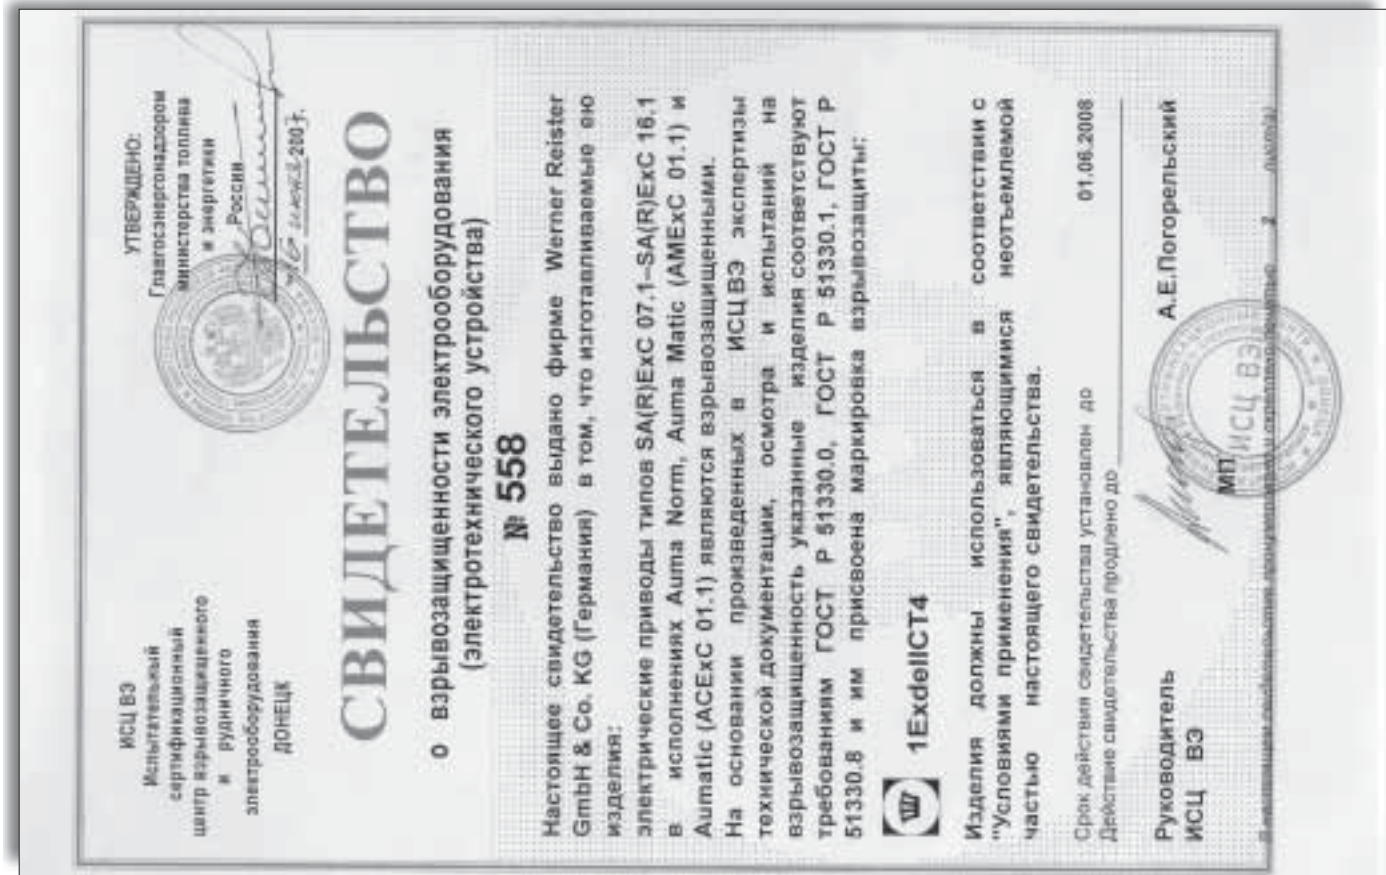 ИСЦ ВЭ
Испытательный
сертификационный
центр взрывозащищенного
и рудничного
электрооборудования
ДОНЕЦК
УТВЕРЖДЕНО:
Главгосэнергонадзором
министерства топлива
и энергетики
России
2003г.
СВИДЕТЕЛЬСТВО
о взрывозащищенности электрооборудования
(электротехнического устройства)
№ 558
Настоящее свидетельство выдано фирме Werner Reister
GmbH & Co. KG (Германия) в том, что изготавливаемые ею
изделия:
электрические приводы типов SA(R)ExC 07.1–SA(R)ExC 16.1
в исполнениях Auma Norm, Auma Matic (AMExC 01.1) и
Aumatic (ACExC 01.1) являются взрывозащищенными.
На основании произведенных в ИСЦ ВЭ экспертизы
технической документации, осмотра и испытаний на
взрывозащищенность указанные изделия соответствуют
требованиям ГОСТ Р 51330.0, ГОСТ Р 51330.1, ГОСТ Р
51330.8 и им присвоена маркировка взрывозащиты:
1ExdeIICT4
Изделия должны использоваться в соответствии с
"Условиями применения", являющимися неотъемлемой
частью настоящего свидетельства.
Срок действия свидетельства установлен до 01.06.2008
Действие свидетельства продлено до
Руководитель
ИСЦ ВЭ
А.Е.Погорельский
МП
ИСЦ ВЭ